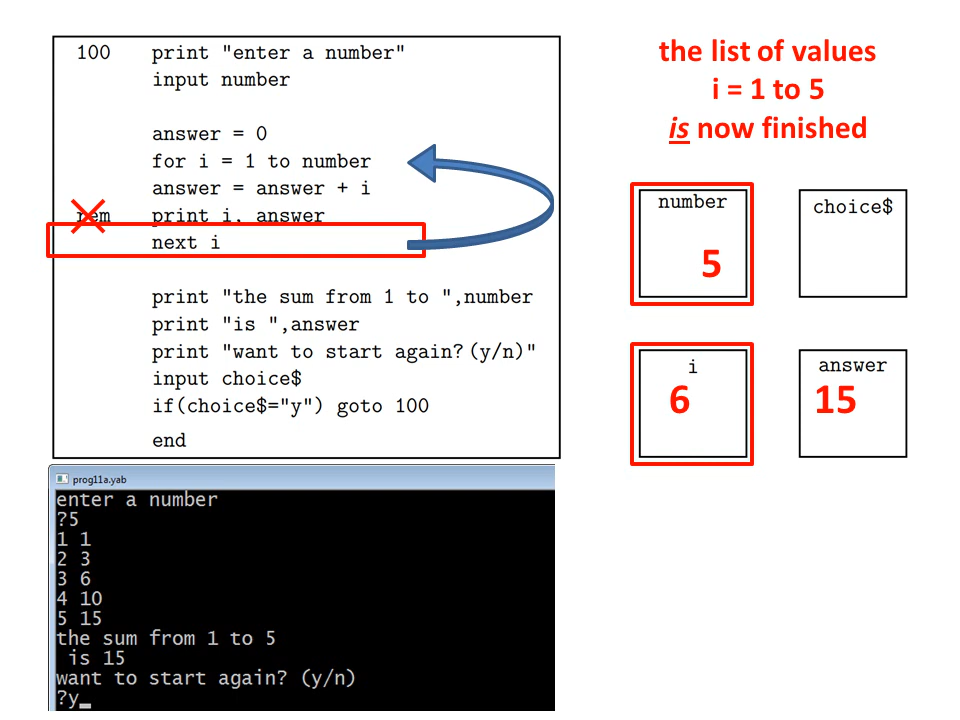 100 print "enter a number"
input number
answer = 0
for i = 1 to number
answer = answer + i
rem print i, answer
next i
print "the sum from 1 to ",number
print "is ",answer
print "want to start again? (y/n)"
input choice$
if(choice$="y") goto 100
end
the list of values
i = 1 to 5
is now finished
number
5
choice$
i
6
answer
15
prog11a.yab
enter a number
?5
1 1
2 3
3 6
4 10
5 15
the sum from 1 to 5
is 15
want to start again? (y/n)
?y_